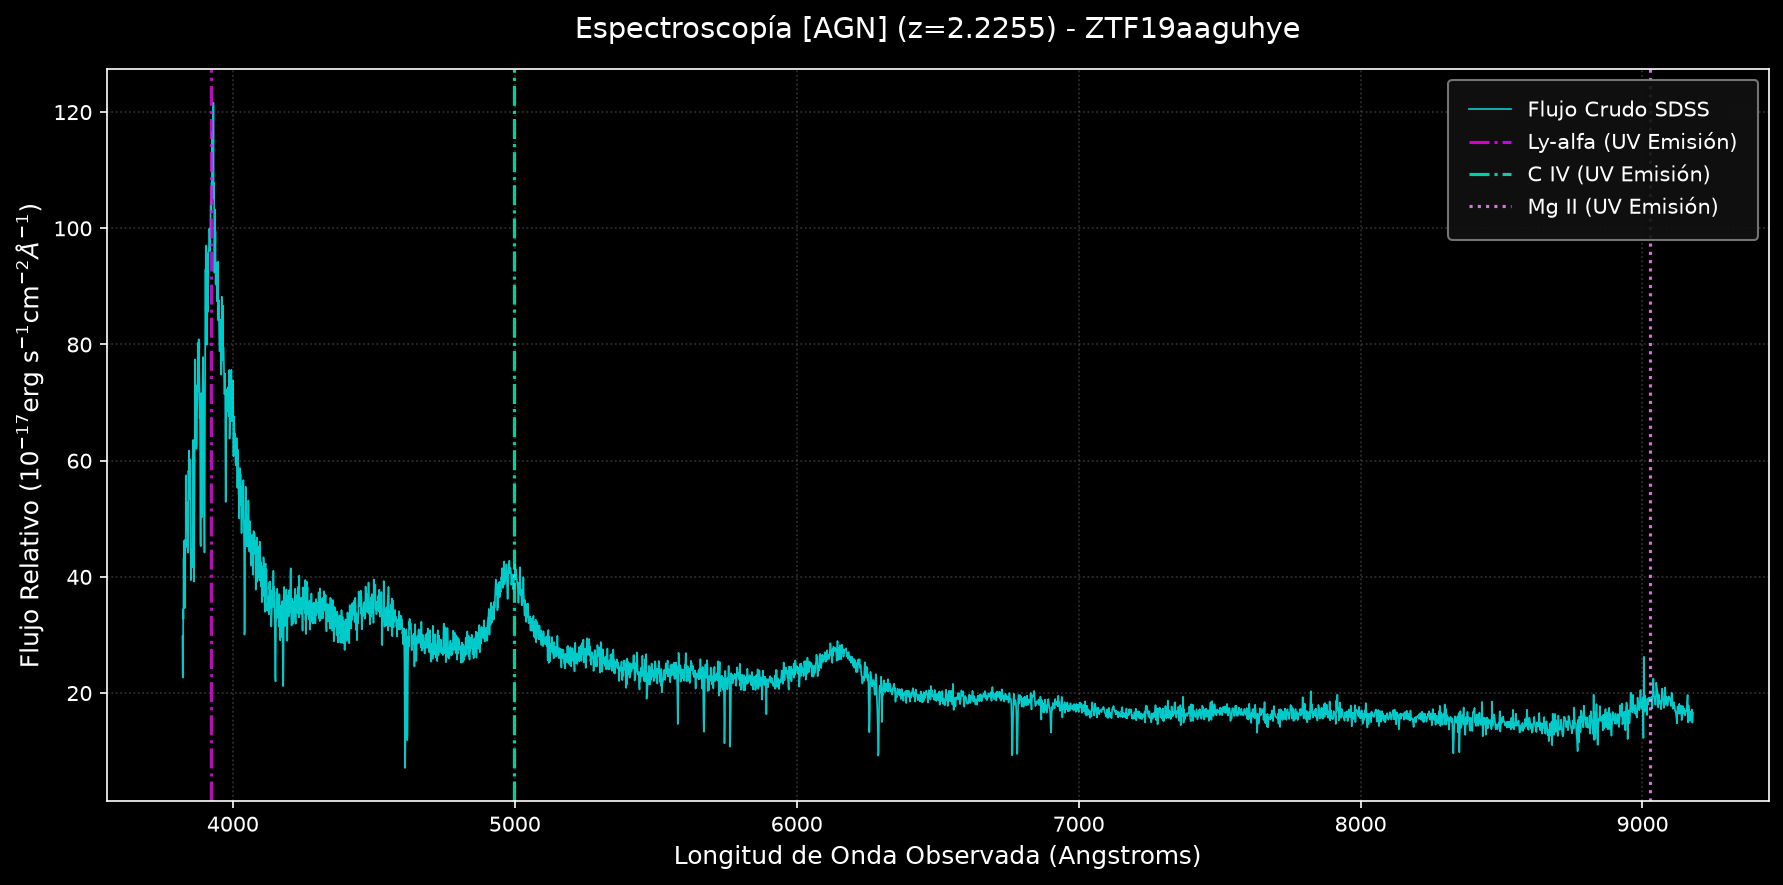 Espectroscopía [AGN] (z=2.2255) - ZTF19aaguhye
Flujo Crudo SDSS
Ly-alfa (UV Emisión)
C IV (UV Emisión)
Mg II (UV Emisión)
Flujo Relativo (10⁻¹⁷erg s⁻¹cm⁻²Å⁻¹)
120
100
80
60
40
20
4000 5000 6000 7000 8000 9000
Longitud de Onda Observada (Angstroms)